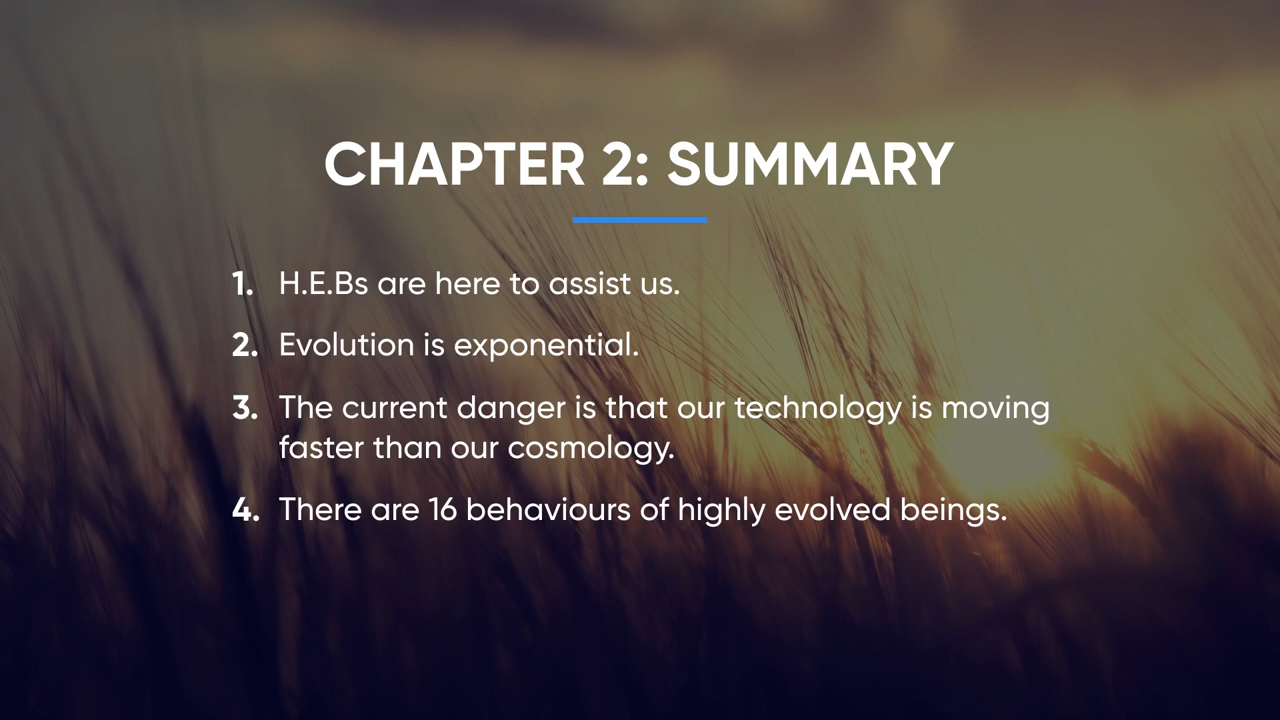 CHAPTER 2: SUMMARY
1. H.E.Bs are here to assist us.
2. Evolution is exponential.
3. The current danger is that our technology is moving
faster than our cosmology.
4. There are 16 behaviours of highly evolved beings.